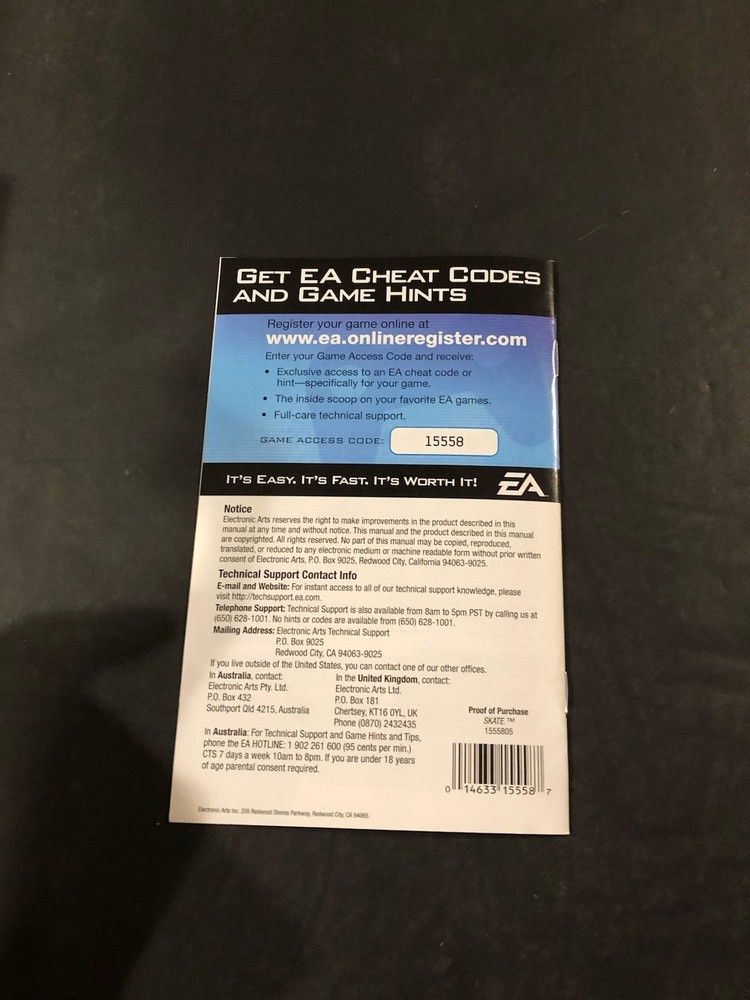 GET EA CHEAT CODES
AND GAME HINTS
Register your game online at
www.ea.onlineregister.com
Enter your Game Access Code and receive:
• Exclusive access to an EA cheat code or
hint—specifically for your game.
• The inside scoop on your favorite EA games.
• Full-care technical support.
GAME ACCESS CODE: 15558
IT'S EASY. IT'S FAST. IT'S WORTH IT! EA
Notice
Electronic Arts reserves the right to make improvements in the product described in this
manual at any time and without notice. This manual and the product described in this manual
are copyrighted. All rights reserved. No part of this manual may be copied, reproduced,
translated, or reduced to any electronic medium or machine readable form without prior written
consent of Electronic Arts, P.O. Box 9025, Redwood City, California 94063-9025.
Technical Support Contact Info
E-mail and Website: For instant access to all of our technical support knowledge, please
visit http://techsupport.ea.com.
Telephone Support: Technical Support is also available from 8am to 5pm PST by calling us at
(650) 628-1001. No hints or codes are available from (650) 628-1001.
Mailing Address: Electronic Arts Technical Support
P.O. Box 9025
Redwood City, CA 94063-9025
If you live outside of the United States, you can contact one of our other offices.
In Australia, contact:
Electronic Arts Pty. Ltd.
P.O. Box 432
Southport Qld 4215, Australia
In the United Kingdom, contact:
Electronic Arts Ltd.
P.O. Box 181
Chertsey, KT16 0YL, UK
Phone (0870) 2432435
In Australia: For Technical Support and Game Hints and Tips,
phone the EA HOTLINE: 1 902 261 600 (95 cents per min.)
CTS 7 days a week 10am to 8pm. If you are under 18 years
of age parental consent required.
Proof of Purchase
SKATE.™
1555805
0 14633 15558 7
Electronic Arts Inc. 209 Redwood Shores Parkway, Redwood City, CA 94065.